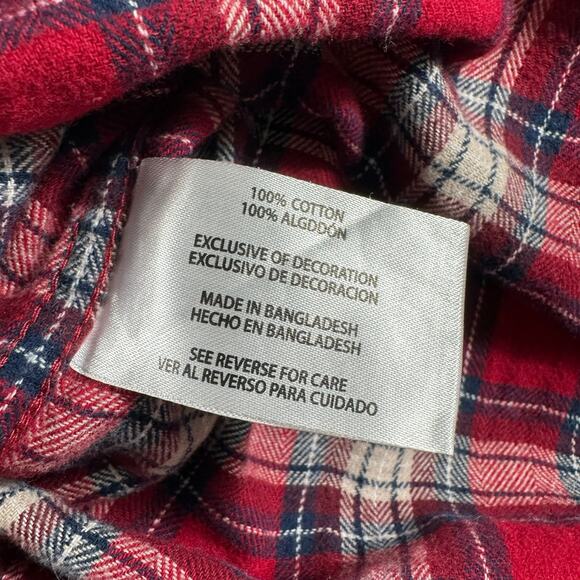 100% COTTON
100% ALGDDÓN
EXCLUSIVE OF DECORATION
EXCLUSIVO DE DECORACION
MADE IN BANGLADESH
HECHO EN BANGLADESH
SEE REVERSE FOR CARE
VER AL REVERSO PARA CUIDADO